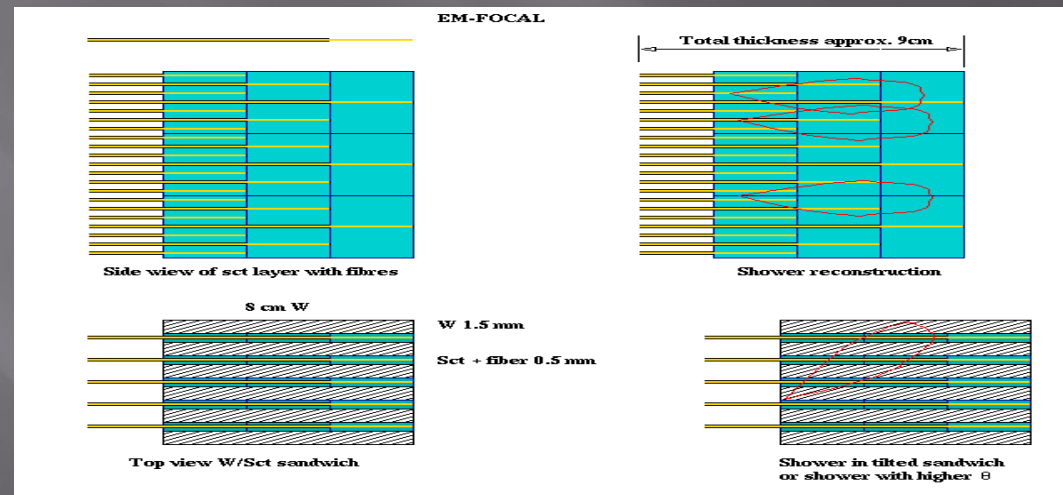 EM-FOCAL
Total thickness approx. 9cm
Side view of sct layer with fibres
Shower reconstruction
8 cm W
W 1.5 mm
Sct + fiber 0.5 mm
Top view W/Sct sandwich
Shower in tilted sandwich
or shower with higher θ